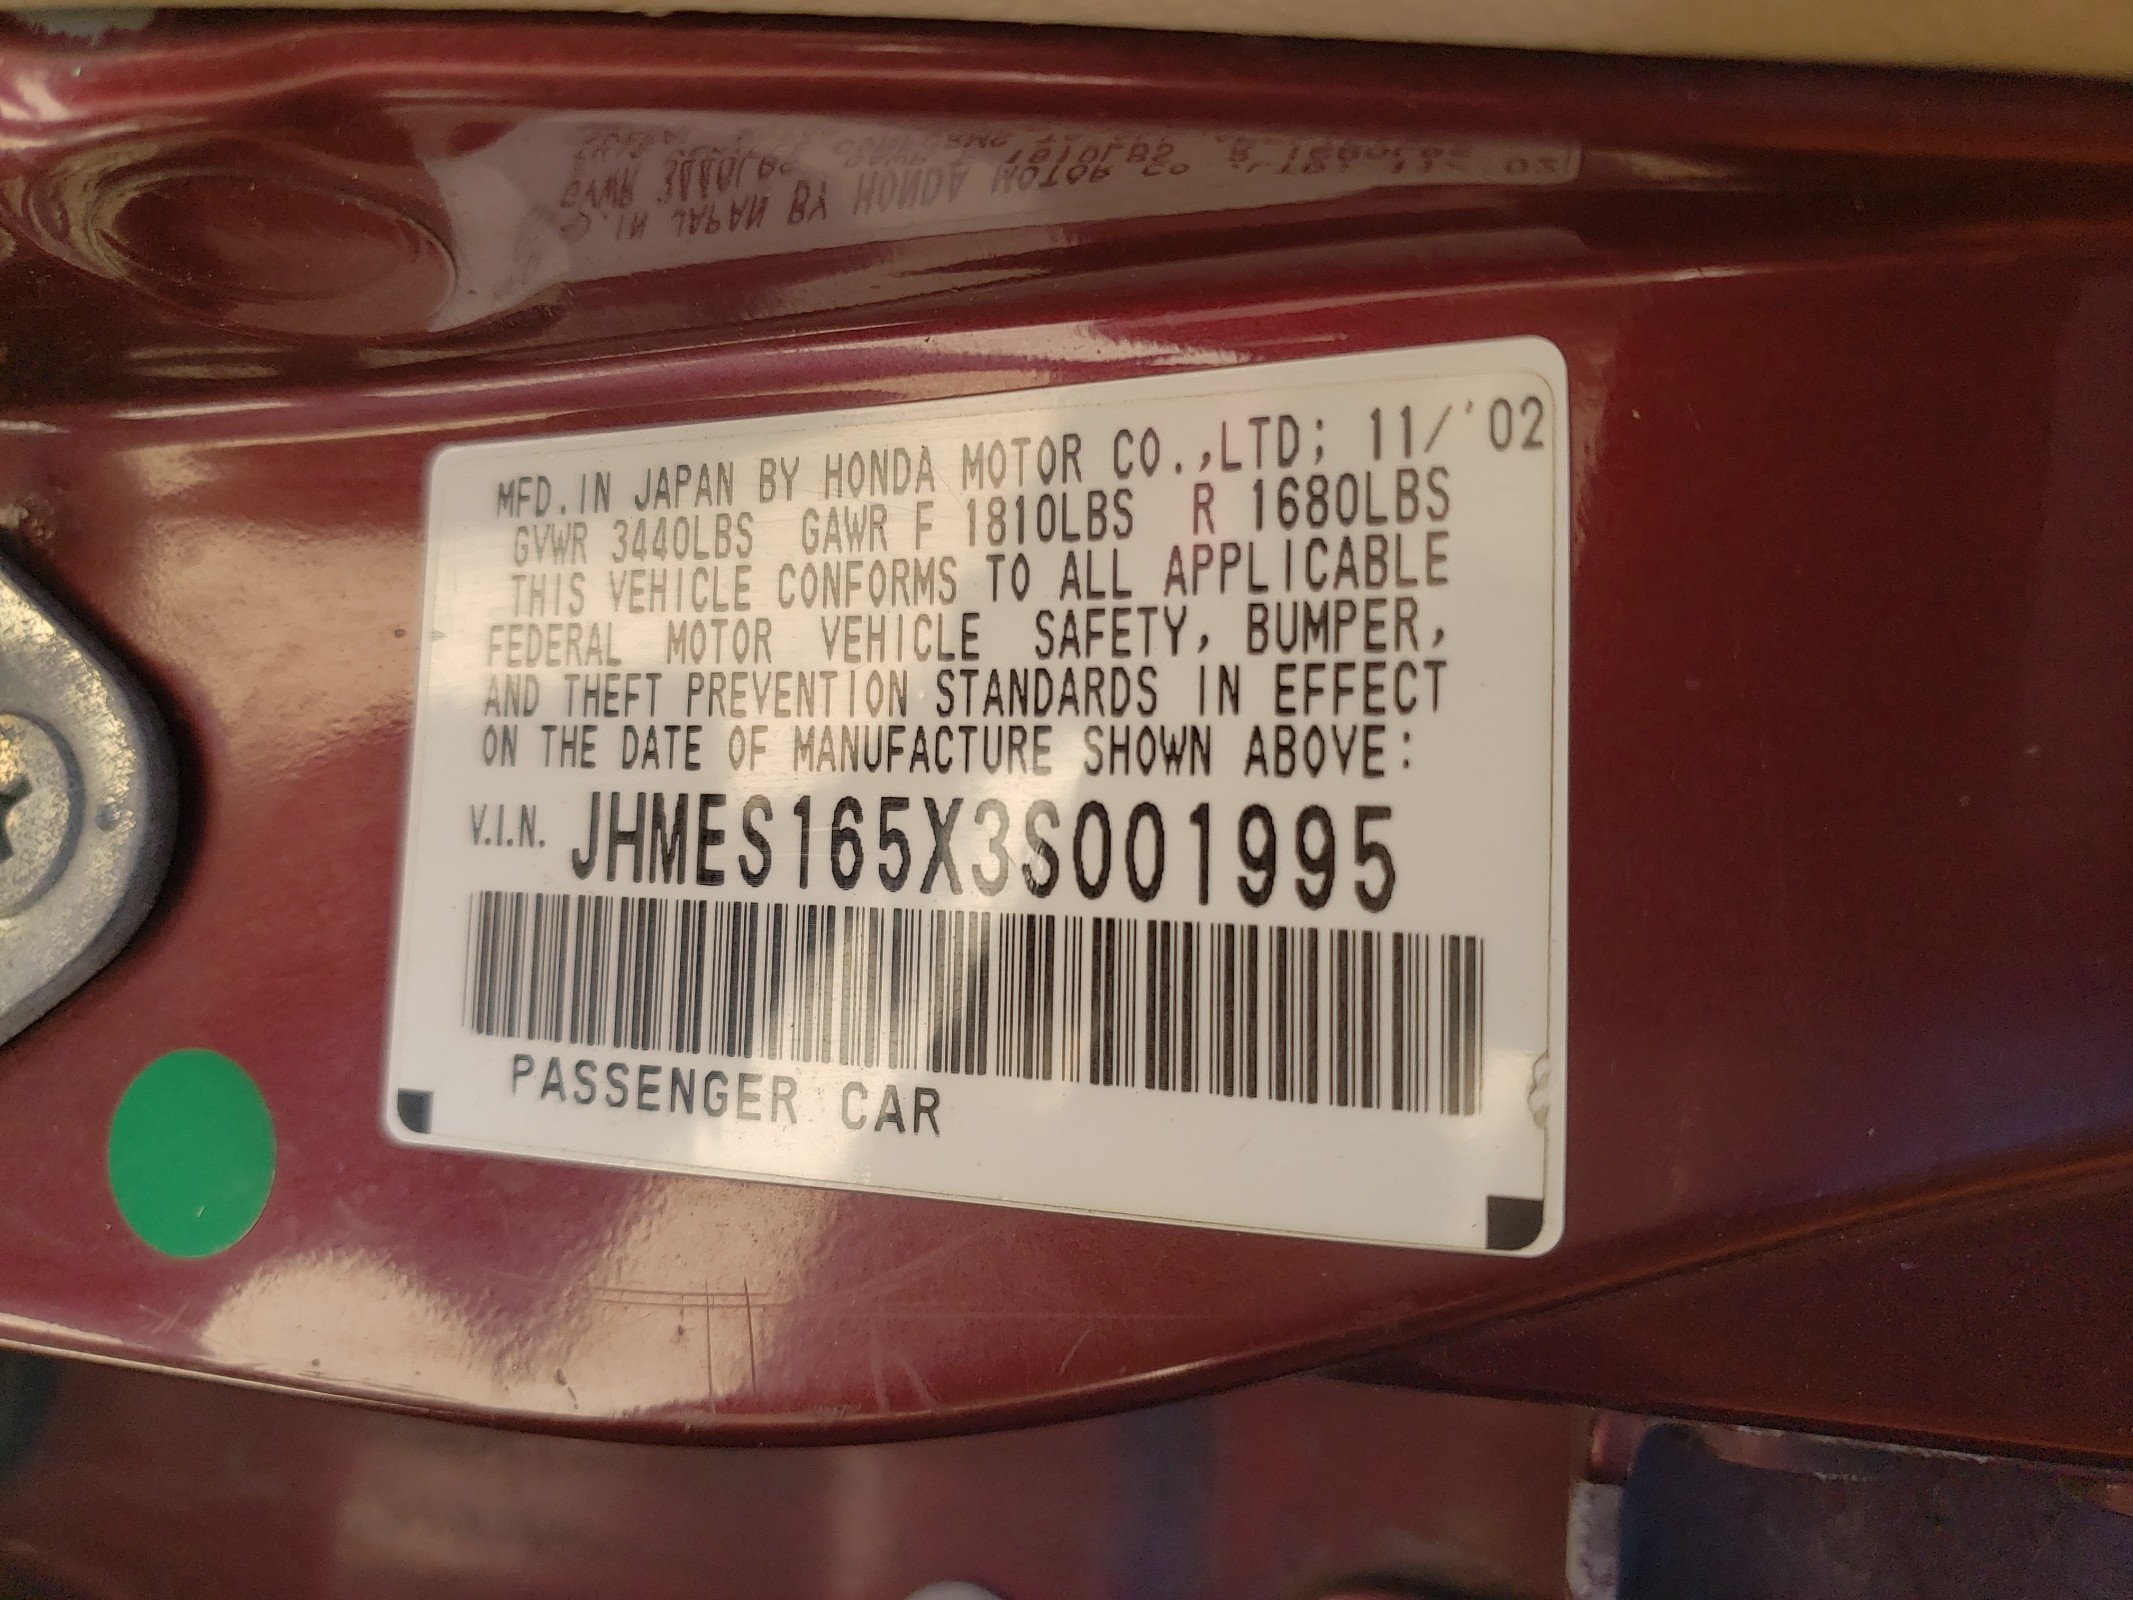 MFD. IN JAPAN BY HONDA MOTOR CO.,LTD; 11/'02
GVWR 3440LBS GAWR F 1810LBS R 1680LBS
THIS VEHICLE CONFORMS TO ALL APPLICABLE
FEDERAL MOTOR VEHICLE SAFETY, BUMPER,
AND THEFT PREVENTION STANDARDS IN EFFECT
ON THE DATE OF MANUFACTURE SHOWN ABOVE:
V.I.N. JHMES165X3S001995
PASSENGER CAR